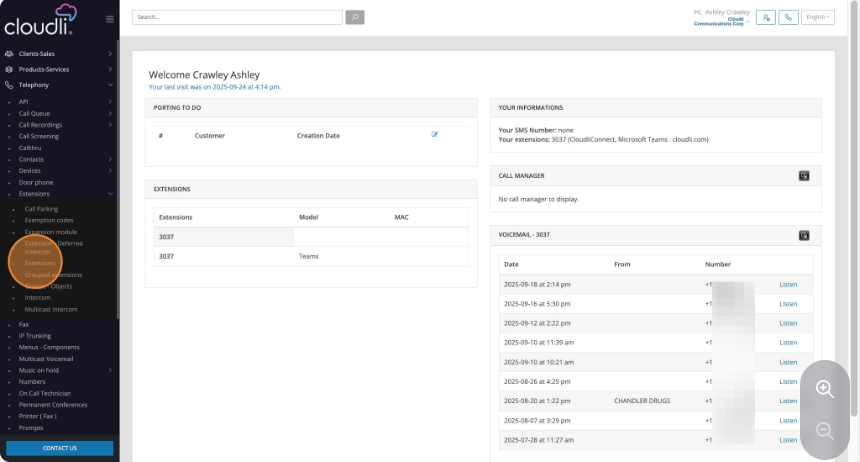 cloudli.
Search...
Hi, Ashley Crawley
Cloudli
Communications Corp
English
Clients-Sales
Products-Services
Telephony
API
Call Queue
Call Recordings
Call Screening
Callthru
Contacts
Devices
Door phone
Extensions
Call Parking
Exemption codes
Expansion module
Extension - Deferred
Intercom
Extensions
Grouped extensions
Objects
Intercom
Multicast Intercom
Fax
IP Trunking
Menus - Components
Multicast Voicemail
Music on hold
Numbers
On Call Technician
Permanent Conferences
Printer ( Fax )
Prompts
CONTACT US
Welcome Crawley Ashley
Your last visit was on 2025-09-24 at 4:14 pm.
PORTING TO DO
# Customer Creation Date
EXTENSIONS
Extensions Model MAC
3037
3037 Teams
YOUR INFORMATIONS
Your SMS Number: none
Your extensions: 3037 (CloudliConnect, Microsoft Teams : cloudli.com)
CALL MANAGER
No call manager to display.
VOICEMAIL - 3037
Date From Number
2025-09-18 at 2:14 pm +1 Listen
2025-09-16 at 5:30 pm +1 Listen
2025-09-12 at 2:22 pm +1 Listen
2025-09-10 at 11:39 am +1 Listen
2025-09-10 at 10:21 am +1 Listen
2025-08-26 at 4:25 pm +1 Listen
2025-08-20 at 1:22 pm CHANDLER DRUGS +1 Listen
2025-08-07 at 3:29 pm +1 Listen
2025-07-28 at 11:27 am +1 Listen